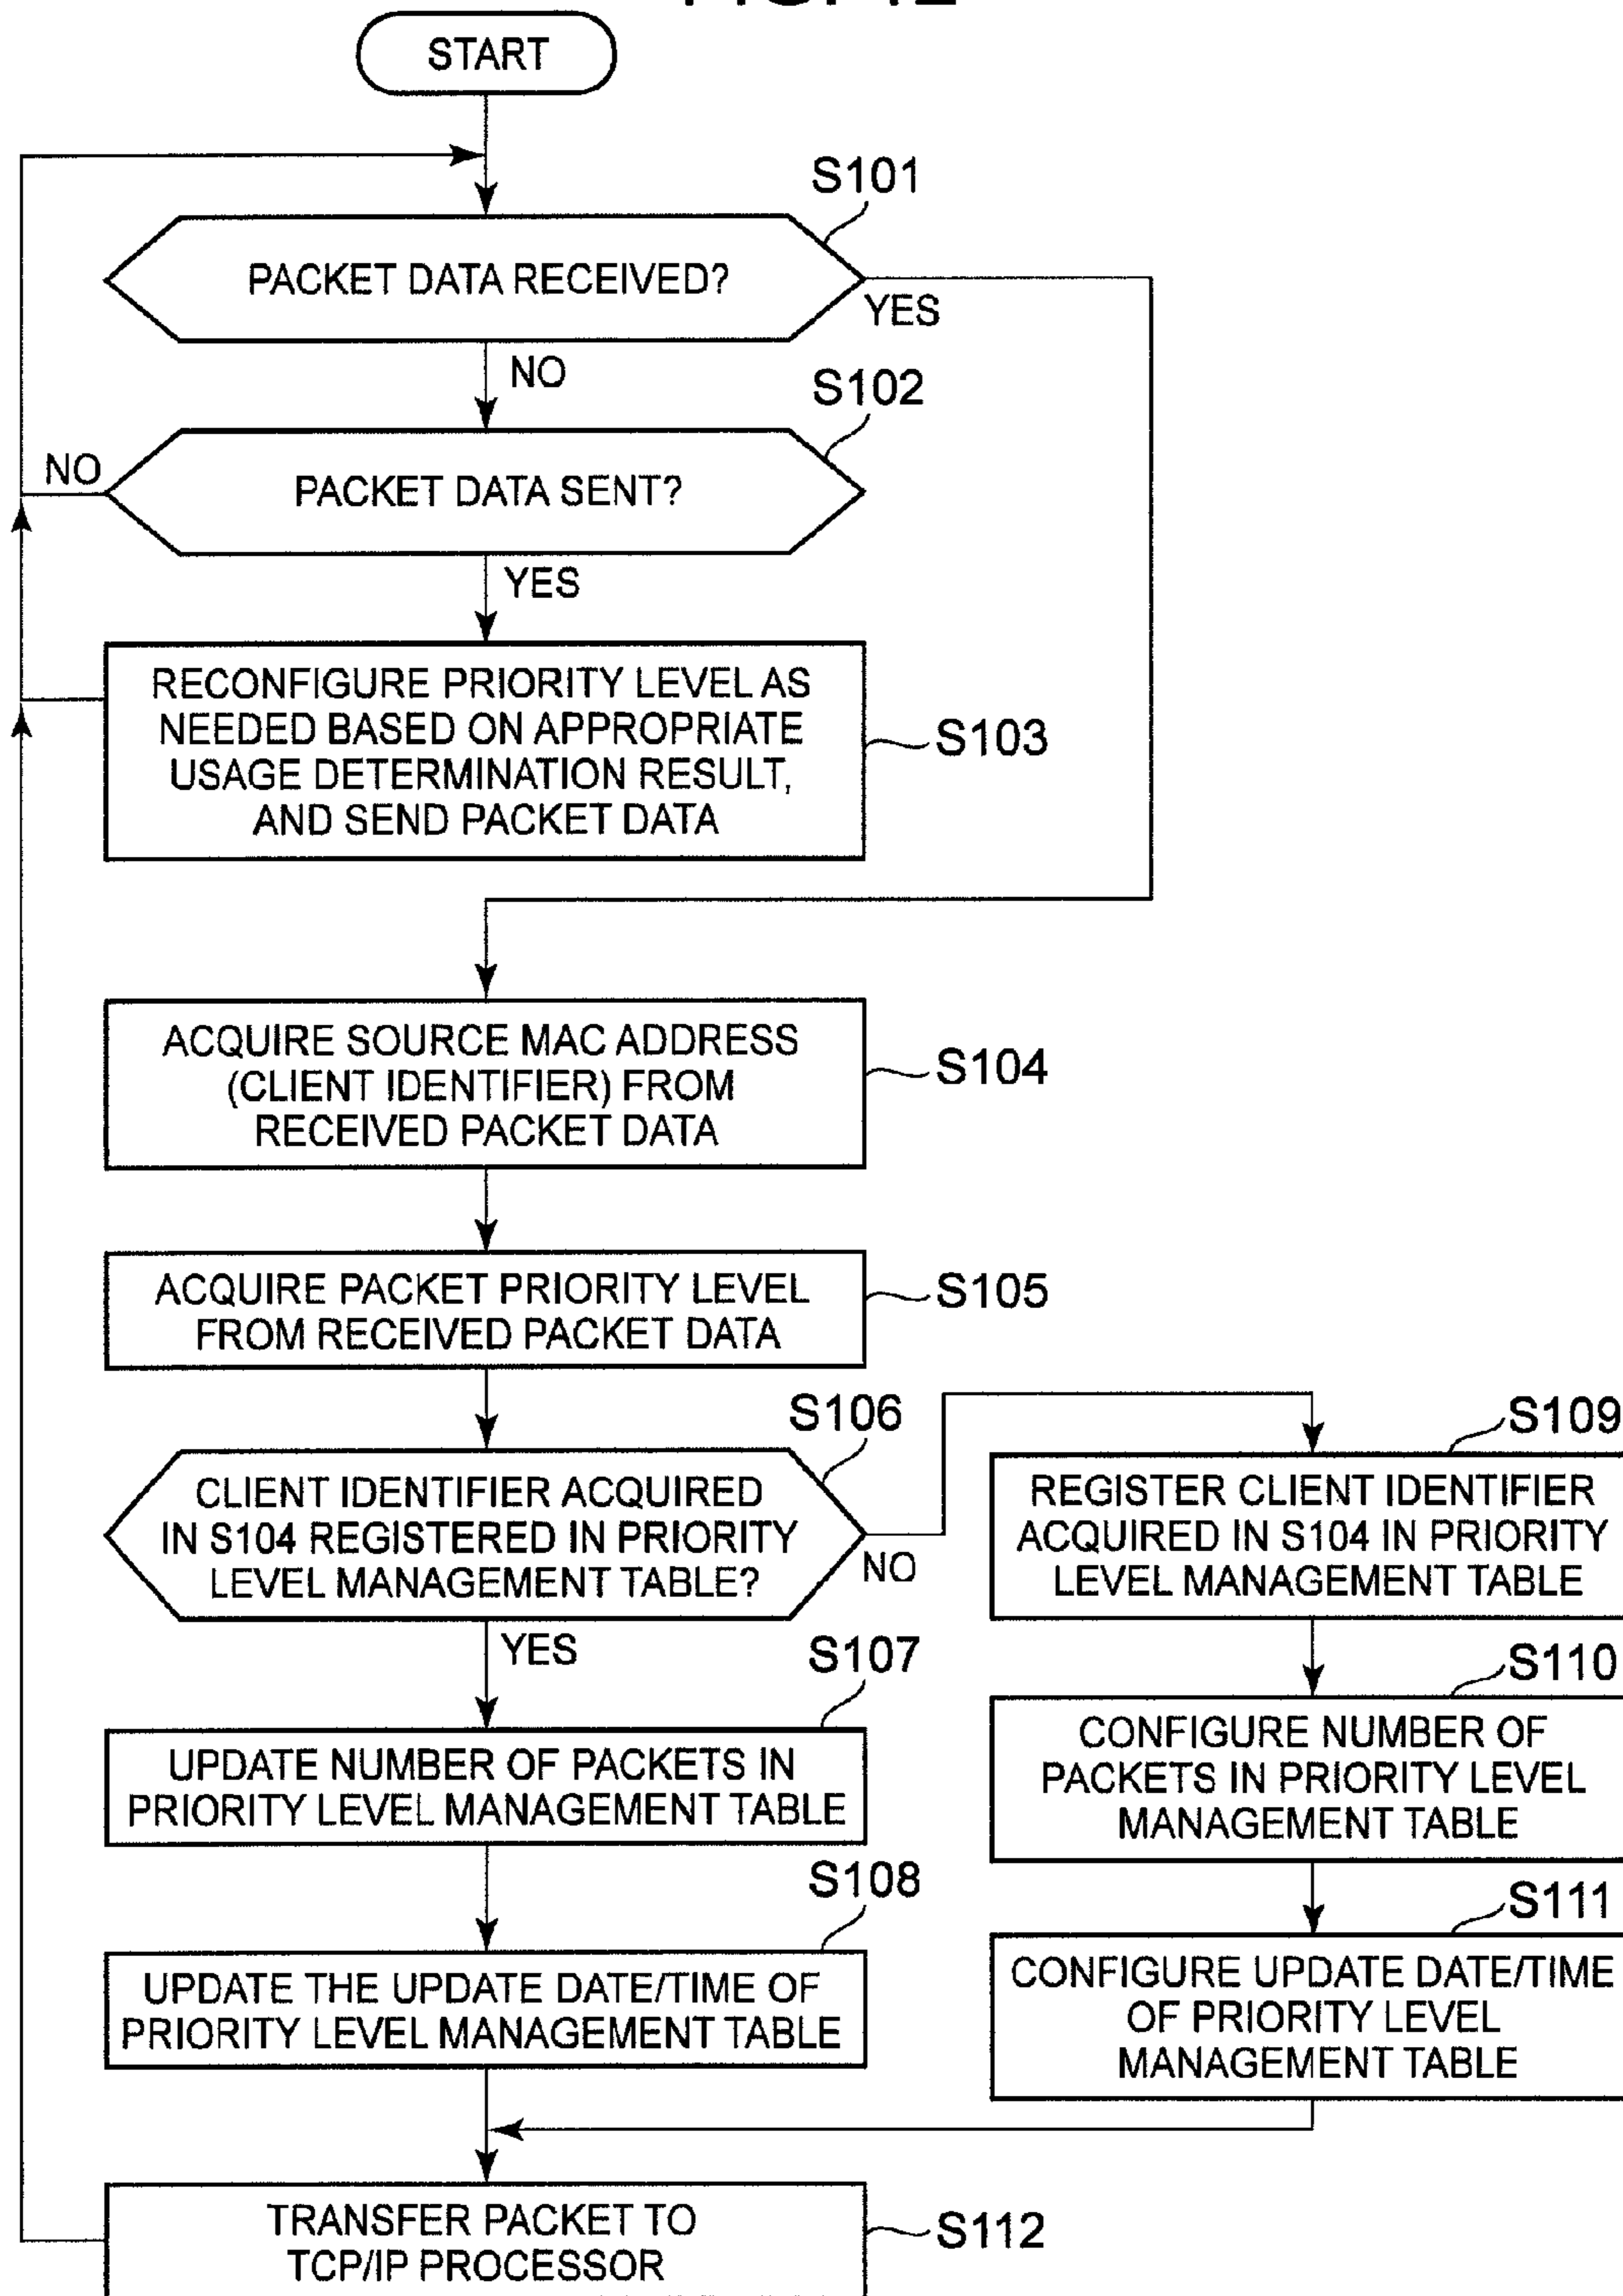 START
S101
PACKET DATA RECEIVED?
YES
NO
S102
NO
PACKET DATA SENT?
YES
RECONFIGURE PRIORITY LEVEL AS
NEEDED BASED ON APPROPRIATE
USAGE DETERMINATION RESULT,
AND SEND PACKET DATA
S103
ACQUIRE SOURCE MAC ADDRESS
(CLIENT IDENTIFIER) FROM
RECEIVED PACKET DATA
S104
ACQUIRE PACKET PRIORITY LEVEL
FROM RECEIVED PACKET DATA
S105
S106
CLIENT IDENTIFIER ACQUIRED
IN S104 REGISTERED IN PRIORITY
LEVEL MANAGEMENT TABLE?
NO
YES
S109
REGISTER CLIENT IDENTIFIER
ACQUIRED IN S104 IN PRIORITY
LEVEL MANAGEMENT TABLE
S107
UPDATE NUMBER OF PACKETS IN
PRIORITY LEVEL MANAGEMENT TABLE
S110
CONFIGURE NUMBER OF
PACKETS IN PRIORITY LEVEL
MANAGEMENT TABLE
S108
UPDATE THE UPDATE DATE/TIME OF
PRIORITY LEVEL MANAGEMENT TABLE
S111
CONFIGURE UPDATE DATE/TIME
OF PRIORITY LEVEL
MANAGEMENT TABLE
TRANSFER PACKET TO
TCP/IP PROCESSOR
S112